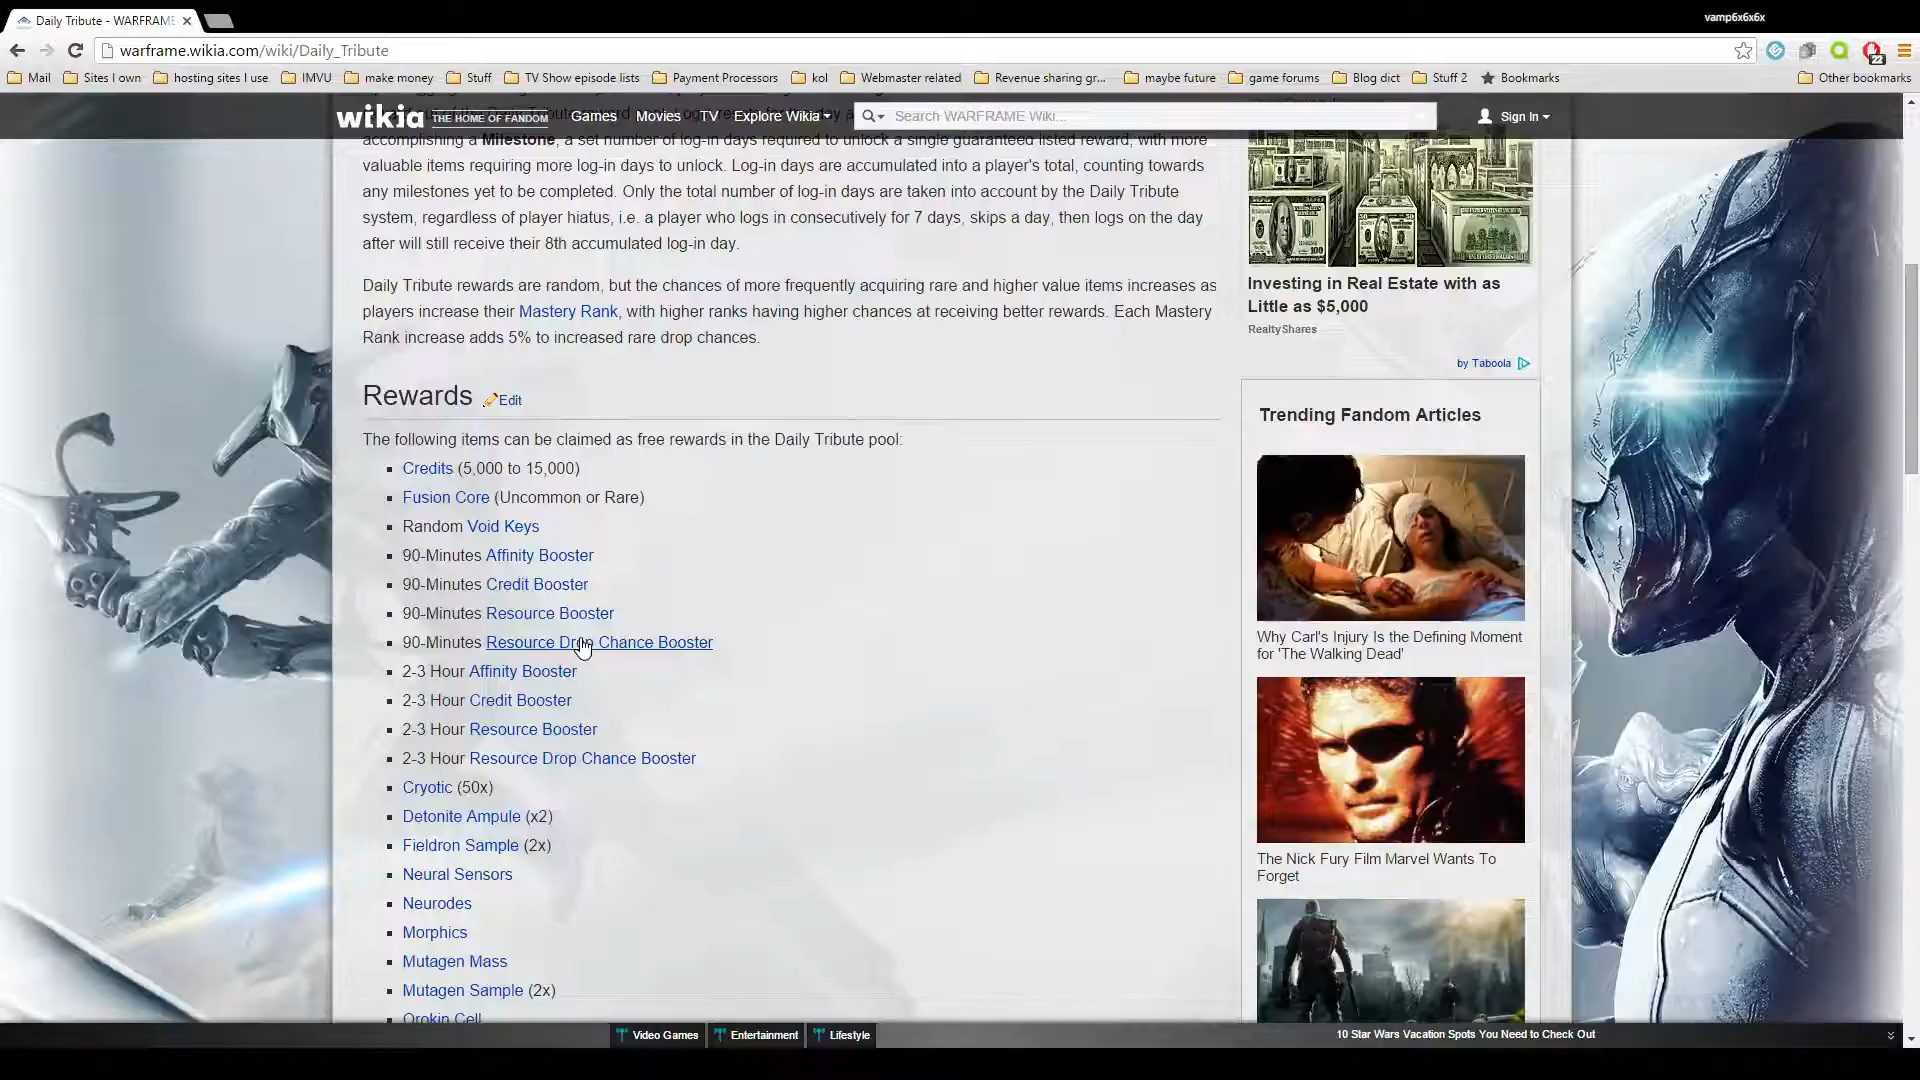 Daily Tribute - WARFRAME
vamp6x6x6x
warframe.wikia.com/wiki/Daily_Tribute
22
Mail Sites I own hosting sites I use IMVU make money Stuff TV Show episode lists Payment Processors kol Webmaster related Revenue sharing gr... maybe future game forums Blog dict Stuff 2 Bookmarks Other bookmarks
wikia THE HOME OF FANDOM Games Movies TV Explore Wikia Search WARFRAME Wiki... Sign In
accomplishing a Milestone, a set number of log-in days required to unlock a single guaranteed listed reward, with more
valuable items requiring more log-in days to unlock. Log-in days are accumulated into a player's total, counting towards
any milestones yet to be completed. Only the total number of log-in days are taken into account by the Daily Tribute
system, regardless of player hiatus, i.e. a player who logs in consecutively for 7 days, skips a day, then logs on the day
after will still receive their 8th accumulated log-in day.
Daily Tribute rewards are random, but the chances of more frequently acquiring rare and higher value items increases as
players increase their Mastery Rank, with higher ranks having higher chances at receiving better rewards. Each Mastery
Rank increase adds 5% to increased rare drop chances.
Rewards Edit
The following items can be claimed as free rewards in the Daily Tribute pool:
Credits (5,000 to 15,000)
Fusion Core (Uncommon or Rare)
Random Void Keys
90-Minutes Affinity Booster
90-Minutes Credit Booster
90-Minutes Resource Booster
90-Minutes Resource Drop Chance Booster
2-3 Hour Affinity Booster
2-3 Hour Credit Booster
2-3 Hour Resource Booster
2-3 Hour Resource Drop Chance Booster
Cryotic (50x)
Detonite Ampule (x2)
Fieldron Sample (2x)
Neural Sensors
Neurodes
Morphics
Mutagen Mass
Mutagen Sample (2x)
Orokin Cell
Investing in Real Estate with as
Little as $5,000
RealtyShares
by Taboola
Trending Fandom Articles
Why Carl's Injury Is the Defining Moment
for 'The Walking Dead'
The Nick Fury Film Marvel Wants To
Forget
Video Games Entertainment Lifestyle
10 Star Wars Vacation Spots You Need to Check Out